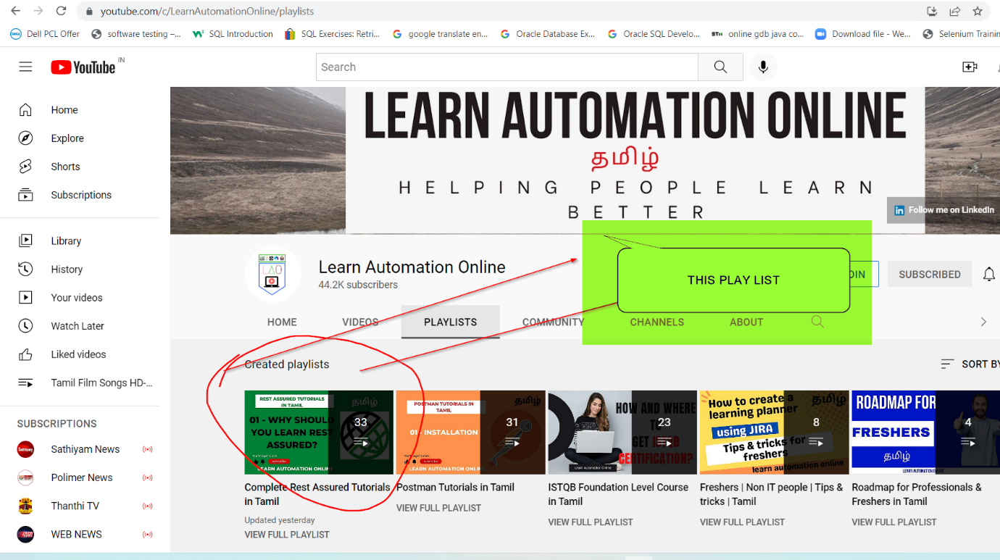 youtube.com/c/LearnAutomationOnline/playlists
Dell PCL Offer
software testing –...
SQL Introduction
SQL Exercises: Retri...
google translate en...
Oracle Database Ex...
Oracle SQL Develo...
online gdb java co...
Download file - We...
Selenium Trainin
YouTube IN
Search
Home
Explore
Shorts
Subscriptions
Library
History
Your videos
Watch Later
Liked videos
Tamil Film Songs HD-...
SUBSCRIPTIONS
Sathiyam News
Polimer News
Thanthi TV
WEB NEWS
LEARN AUTOMATION ONLINE
தமிழ்
HELPING PEOPLE LEARN
BETTER
Follow me on LinkedIn
Learn Automation Online
44.2K subscribers
THIS PLAY LIST
OIN
SUBSCRIBED
HOME
VIDEOS
PLAYLISTS
COMMUNITY
CHANNELS
ABOUT
Created playlists
SORT BY
REST ASSURED TUTORIALS
IN TAMIL
தமிழ்
01 - WHY SHOULD
YOU LEARN REST
ASSURED?
33
LEARN AUTOMATION ONLINE
Complete Rest Assured Tutorials
in Tamil
Updated yesterday
VIEW FULL PLAYLIST
POSTMAN TUTORIALS IN
TAMIL
தமிழ்
01 - INSTALLATION
31
LEARN AUTOMATION ONLINE
Postman Tutorials in Tamil
VIEW FULL PLAYLIST
HOW AND WHERE
TO
GET ISTQB
CERTIFICATION?
23
Learn Automation Online
ISTQB Foundation Level Course
in Tamil
VIEW FULL PLAYLIST
How to create a
learning planner
using JIRA
Tips & tricks for
freshers
தமிழ்
8
learn automation online
Freshers | Non IT people | Tips &
tricks | Tamil
VIEW FULL PLAYLIST
ROADMAP FOR
FRESHERS
தமிழ்
4
LEARN AUTOMATION ONLINE
Roadmap for Professionals &
Freshers in Tamil
VIEW FULL PLAYLIST